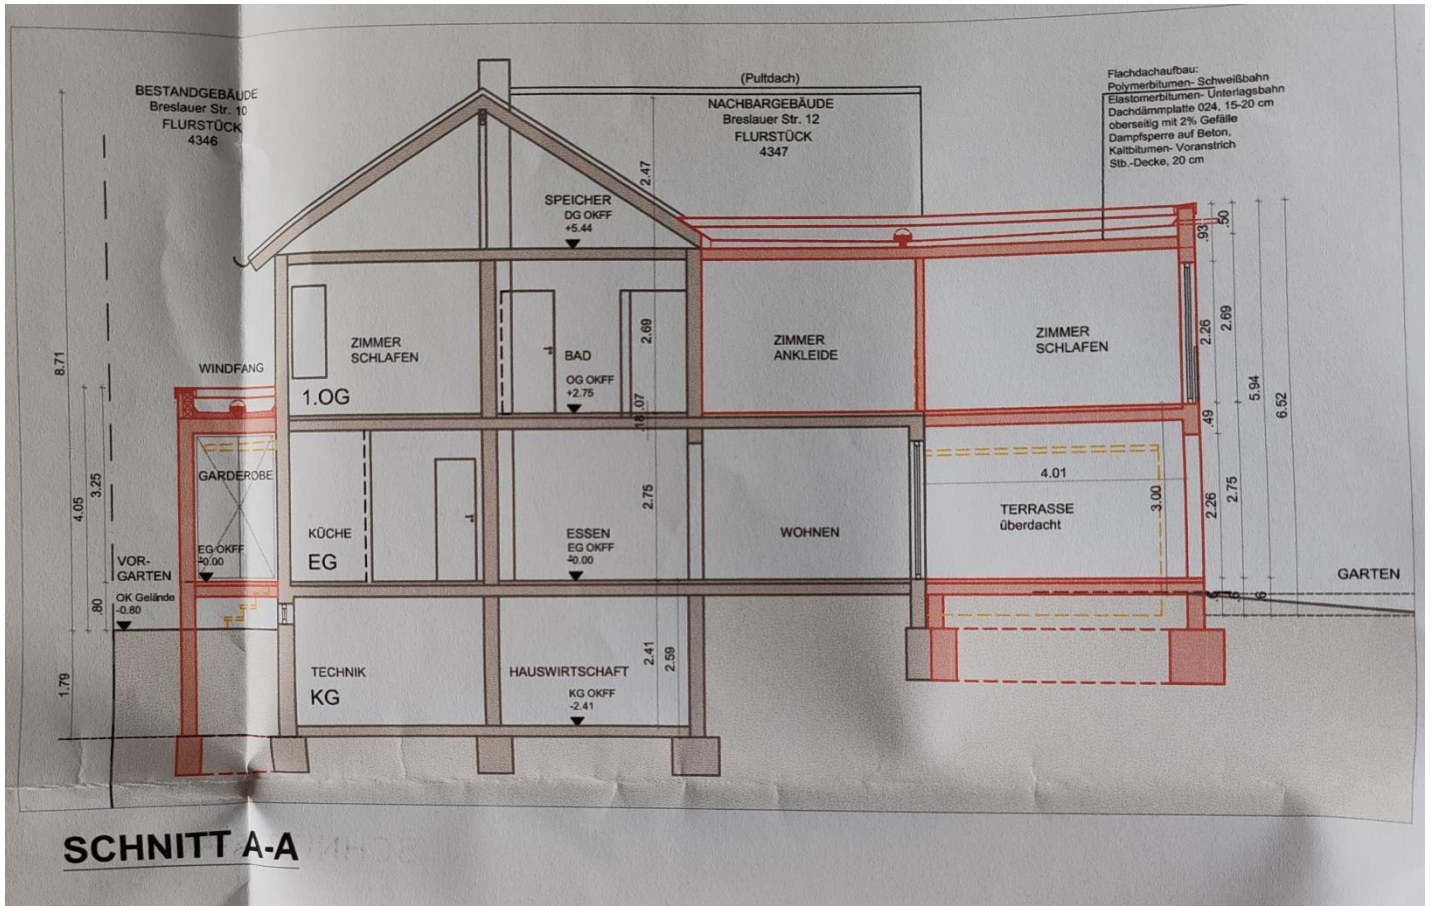 BESTANDGEBÄUDE
Breslauer Str. 10
FLURSTÜCK
4346
(Pultdach)
NACHBARGEBÄUDE
Breslauer Str. 12
FLURSTÜCK
4347
Flachdachaufbau:
Polymerbitumen- Schweißbahn
Elastomerbitumen- Unterlagsbahn
Dachdämmplatte 024, 15-20 cm
oberseitig mit 2% Gefälle
Dampfsperre auf Beton,
Kaltbitumen- Voranstrich
Stb.-Decke, 20 cm
2.47
SPEICHER
DG OKFF
+5.44
.93
.50
8.71
WINDFANG
ZIMMER
SCHLAFEN
1.OG
BAD
OG OKFF
+2.75
2.69
ZIMMER
ANKLEIDE
ZIMMER
SCHLAFEN
2.26
2.69
5.94
6.52
.18
.07
.49
4.05
3.25
GARDEROBE
EG OKFF
±0.00
KÜCHE
EG
ESSEN
EG OKFF
±0.00
2.75
WOHNEN
4.01
TERRASSE
überdacht
3.00
2.26
2.75
GARTEN
VOR-
GARTEN
OK Gelände
-0.80
.80
1.79
TECHNIK
KG
HAUSWIRTSCHAFT
KG OKFF
-2.41
2.41
2.59
SCHNITT A-A